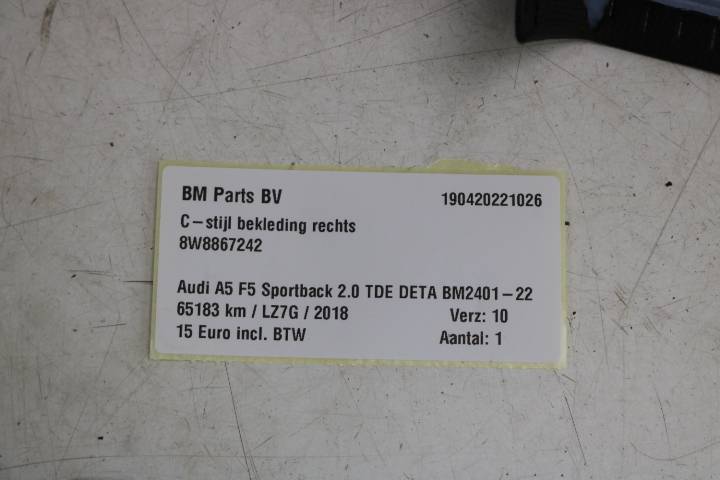 BM Parts BV 190420221026
C-stijl bekleding rechts
8W8867242
Audi A5 F5 Sportback 2.0 TDE DETA BM2401-22
65183 km / LZ7G / 2018 Verz: 10
15 Euro incl. BTW Aantal: 1